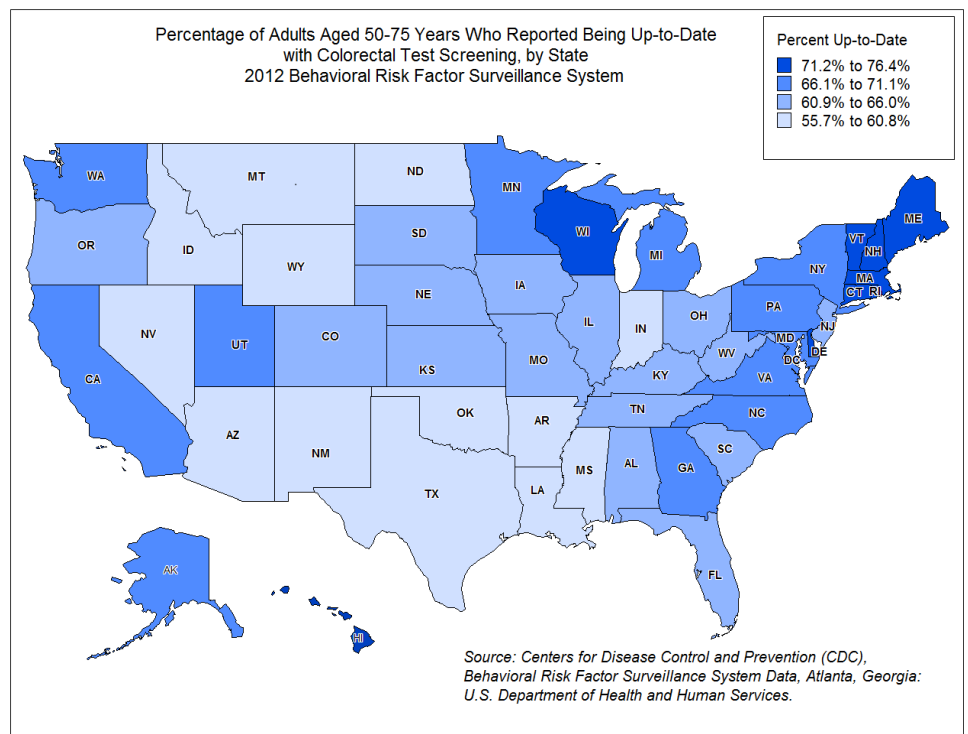 Percentage of Adults Aged 50-75 Years Who Reported Being Up-to-Date
with Colorectal Test Screening, by State
2012 Behavioral Risk Factor Surveillance System
Percent Up-to-Date
71.2% to 76.4%
66.1% to 71.1%
60.9% to 66.0%
55.7% to 60.8%
WA
MT
ND
MN
OR
ID
WY
SD
WI
MI
NY
VT
NH
ME
MA
CT
RI
NV
UT
CO
NE
IA
IL
IN
OH
PA
NJ
CA
KS
MO
KY
WV
MD
DC
DE
VA
AZ
NM
OK
AR
TN
NC
SC
TX
LA
MS
AL
GA
FL
AK
HI
Source: Centers for Disease Control and Prevention (CDC),
Behavioral Risk Factor Surveillance System Data, Atlanta, Georgia:
U.S. Department of Health and Human Services.